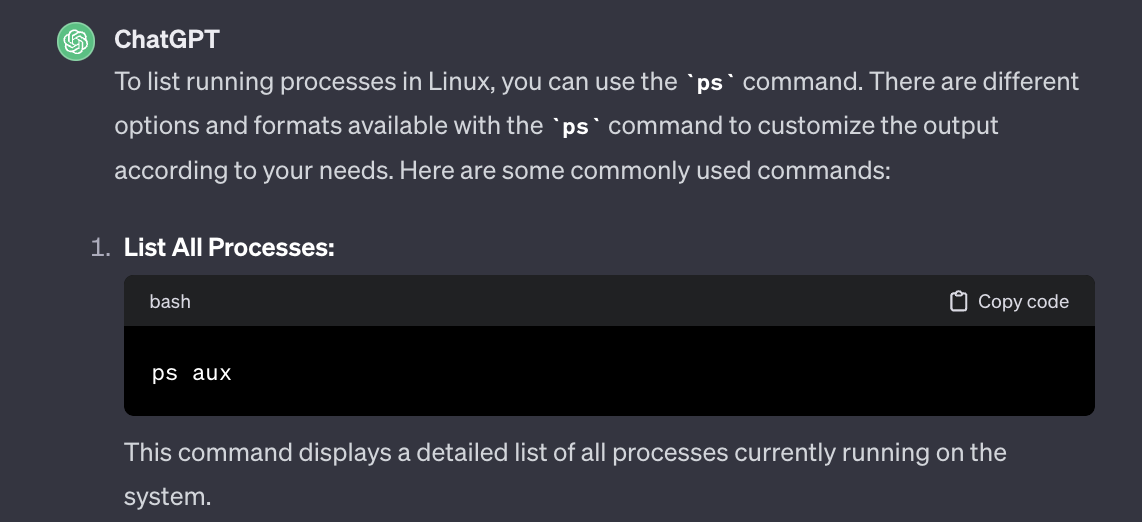 ChatGPT
To list running processes in Linux, you can use the `ps` command. There are different
options and formats available with the `ps` command to customize the output
according to your needs. Here are some commonly used commands:
1. List All Processes:
bash Copy code
ps aux
This command displays a detailed list of all processes currently running on the
system.